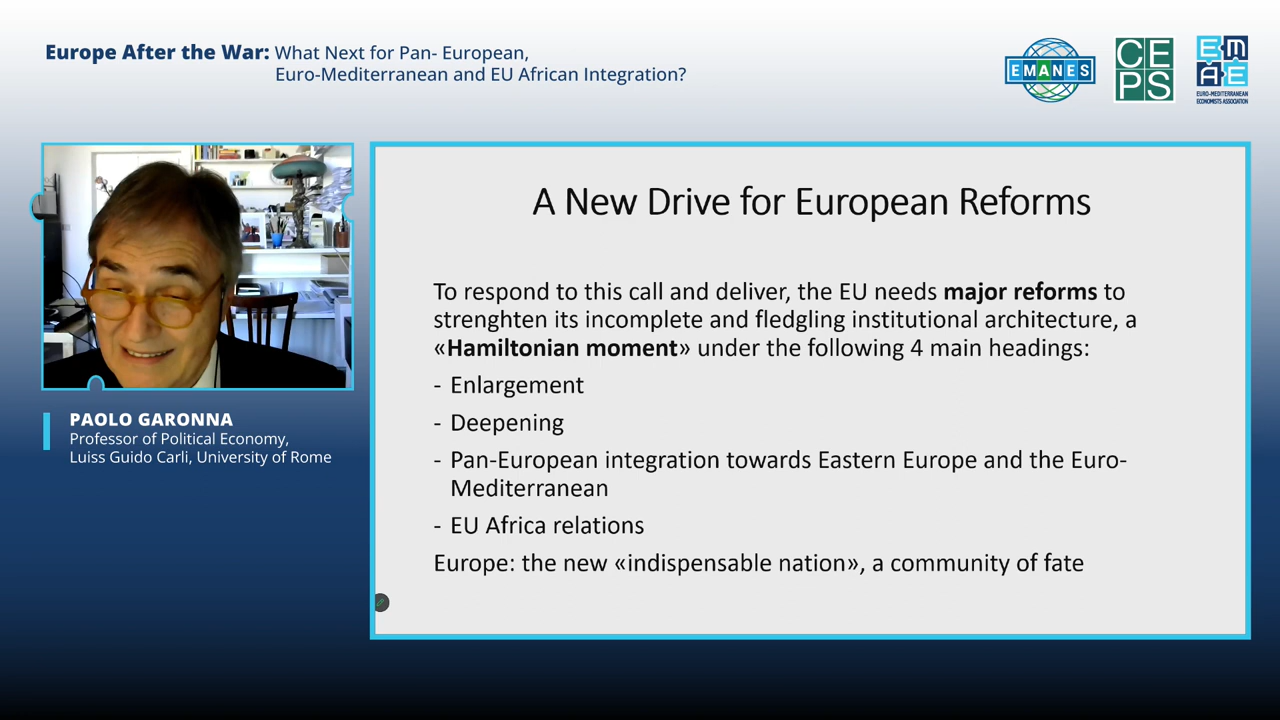 Europe After the War: What Next for Pan- European,
Euro-Mediterranean and EU African Integration?
EMANES
CE
PS
EM
AE
EURO-MEDITERRANEAN
ECONOMISTS ASSOCIATION
PAOLO GARONNA
Professor of Political Economy,
Luiss Guido Carli, University of Rome
A New Drive for European Reforms
To respond to this call and deliver, the EU needs major reforms to
strenghten its incomplete and fledgling institutional architecture, a
«Hamiltonian moment» under the following 4 main headings:
- Enlargement
- Deepening
- Pan-European integration towards Eastern Europe and the Euro-
Mediterranean
- EU Africa relations
Europe: the new «indispensable nation», a community of fate